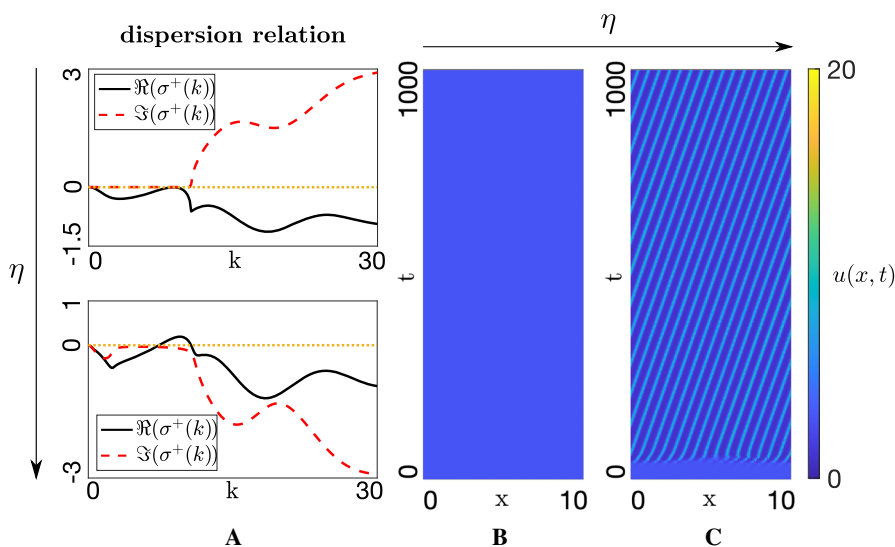 dispersion relation
η
3
ℜ(σ⁺(k))
ℑ(σ⁺(k))
0
-1.5
0
k
30
η
1
0
ℜ(σ⁺(k))
ℑ(σ⁺(k))
-3
0
k
30
A
η
1000
t
0
0
x
10
B
1000
t
0
0
x
10
C
20
u(x, t)
0